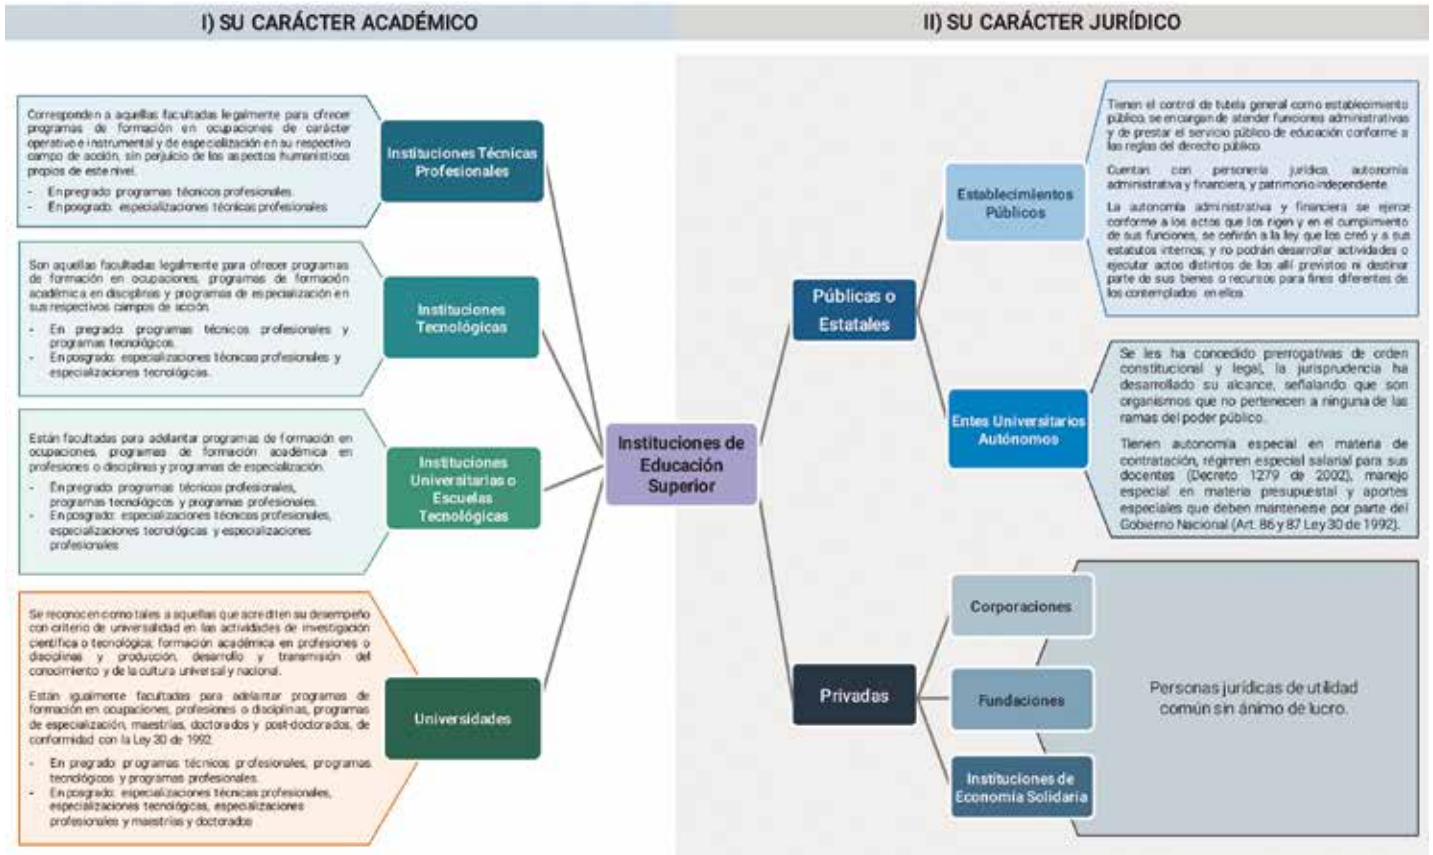 I) SU CARÁCTER ACADÉMICO
Corresponden a aquellas facultadas legalmente para ofrecer
programas de formación en ocupaciones de carácter
operativo e instrumental y de especialización en su respectivo
campo de acción, sin perjuicio de los aspectos humanísticos
propios de este nivel.
- En pregrado: programas técnicos profesionales.
- En posgrado: especializaciones técnicas profesionales
Instituciones Técnicas
Profesionales
Son aquellas facultadas legalmente para ofrecer programas
de formación en ocupaciones, programas de formación
académica en disciplinas y programas de especialización en
sus respectivos campos de acción.
- En pregrado: programas técnicos profesionales y
programas tecnológicos.
- En posgrado: especializaciones técnicas profesionales y
especializaciones tecnológicas.
Instituciones
Tecnológicas
Están facultadas para adelantar programas de formación en
ocupaciones, programas de formación académica en
profesiones o disciplinas y programas de especialización.
- En pregrado: programas técnicos profesionales,
programas tecnológicos y programas profesionales.
- En posgrado: especializaciones técnicas profesionales,
especializaciones tecnológicas y especializaciones
profesionales
Instituciones
Universitarias o
Escuelas
Tecnológicas
Se reconocen como tales a aquellas que acrediten su desempeño
con criterio de universalidad en las actividades de investigación
científica o tecnológica; formación académica en profesiones o
disciplinas y producción, desarrollo y transmisión del
conocimiento y de la cultura universal y nacional.
Están igualmente facultadas para adelantar programas de
formación en ocupaciones, profesiones o disciplinas, programas
de especialización, maestrías, doctorados y post-doctorados, de
conformidad con la Ley 30 de 1992.
- En pregrado: programas técnicos profesionales, programas
tecnológicos y programas profesionales.
- En posgrado: especializaciones técnicas profesionales,
especializaciones tecnológicas, especializaciones
profesionales y maestrías y doctorados
Universidades
Instituciones de
Educación
Superior
II) SU CARÁCTER JURÍDICO
Públicas o
Estatales
Establecimientos
Públicos
Tienen el control de tutela general como establecimiento
público, se encargan de atender funciones administrativas
y de prestar el servicio público de educación conforme a
las reglas del derecho público.
Cuentan con personería jurídica, autonomía
administrativa y financiera, y patrimonio independiente.
La autonomía administrativa y financiera se ejerce
conforme a los actos que los rigen y en el cumplimiento
de sus funciones, se ceñirán a la ley que los creó y a sus
estatutos internos; y no podrán desarrollar actividades o
ejecutar actos distintos de los allí previstos ni destinar
parte de sus bienes o recursos para fines diferentes de
los contemplados en ellos.
Entes Universitarios
Autónomos
Se les ha concedido prerrogativas de orden
constitucional y legal, la jurisprudencia ha
desarrollado su alcance, señalando que son
organismos que no pertenecen a ninguna de las
ramas del poder público.
Tienen autonomía especial en materia de
contratación, régimen especial salarial para sus
docentes (Decreto 1279 de 2002), manejo
especial en materia presupuestal y aportes
especiales que deben mantenerse por parte del
Gobierno Nacional (Art. 86 y 87 Ley 30 de 1992).
Privadas
Corporaciones
Fundaciones
Instituciones de
Economía Solidaria
Personas jurídicas de utilidad
común sin ánimo de lucro.